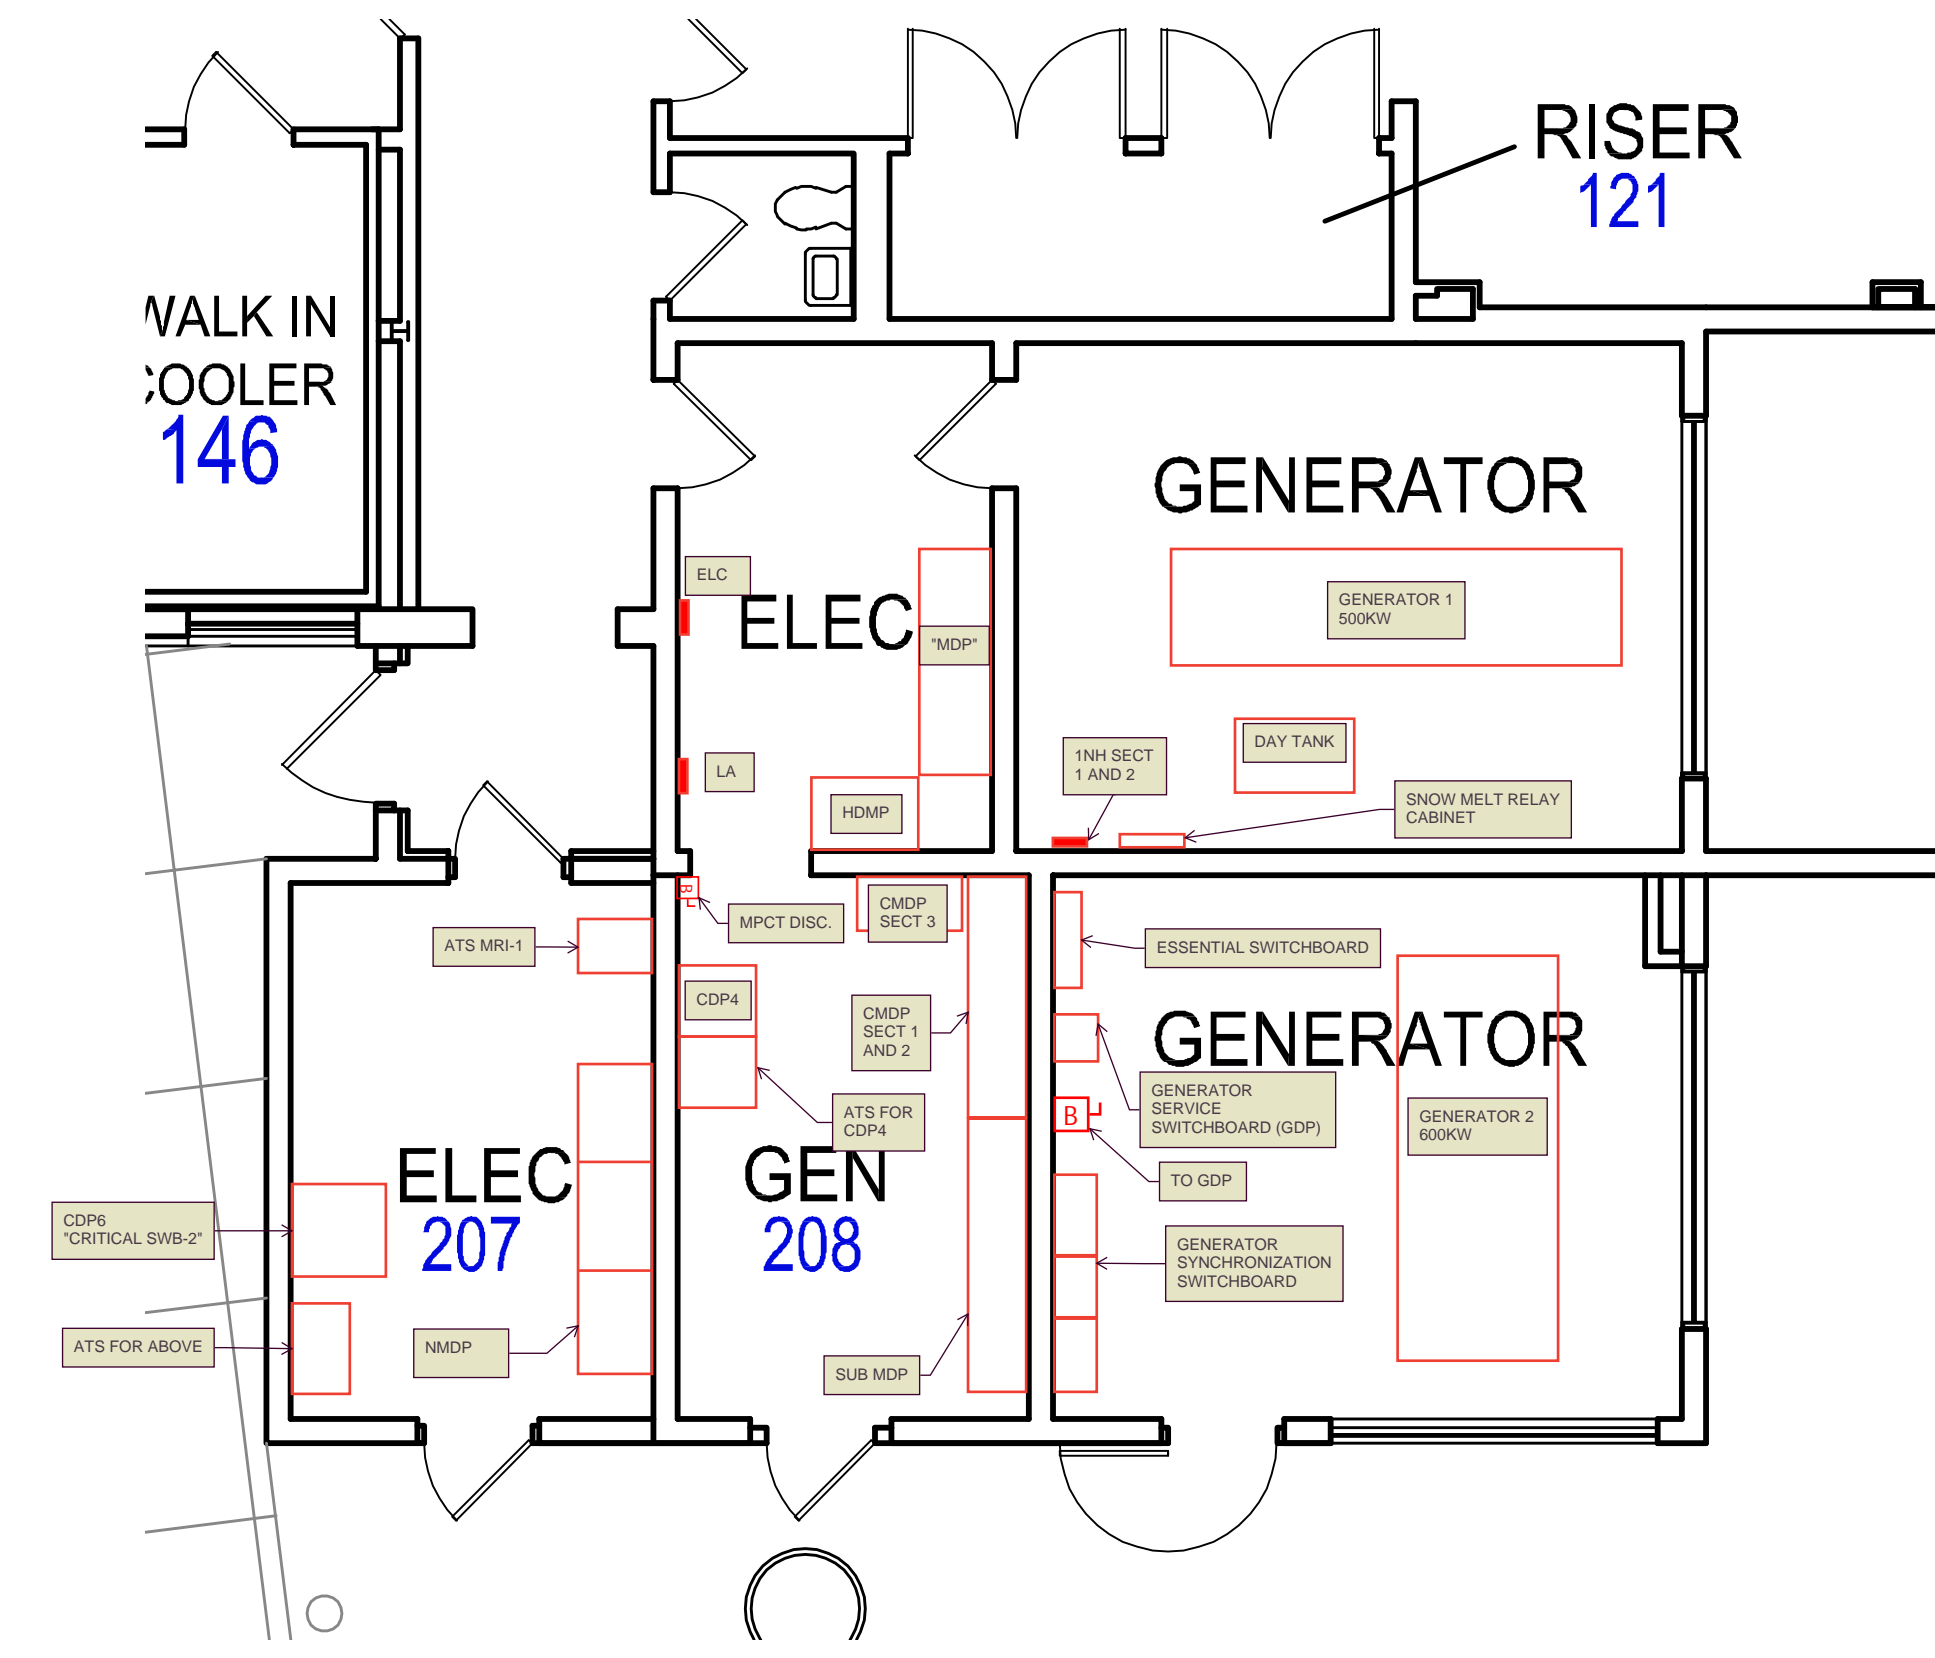 RISER
121
WALK IN
COOLER
146
GENERATOR
ELC
ELEC
"MDP"
GENERATOR 1
500KW
LA
HDMP
1NH SECT
1 AND 2
DAY TANK
SNOW MELT RELAY
CABINET
B
MPCT DISC.
CMDP
SECT 3
ATS MRI-1
ESSENTIAL SWITCHBOARD
CDP4
CMDP
SECT 1
AND 2
GENERATOR
GENERATOR
SERVICE
SWITCHBOARD (GDP)
B
ATS FOR
CDP4
GENERATOR 2
600KW
ELEC
207
GEN
208
TO GDP
CDP6
"CRITICAL SWB-2"
GENERATOR
SYNCHRONIZATION
SWITCHBOARD
ATS FOR ABOVE
NMDP
SUB MDP